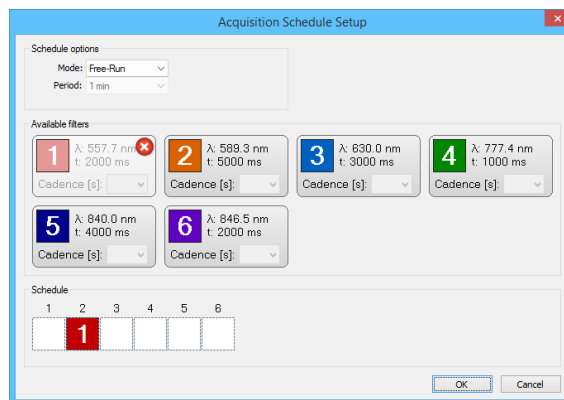 Acquisition Schedule Setup
Schedule options
Mode: Free-Run
Period: 1 min
Available filters
1 λ: 557.7 nm t: 2000 ms Cadence [s]:
2 λ: 589.3 nm t: 5000 ms Cadence [s]:
3 λ: 630.0 nm t: 3000 ms Cadence [s]:
4 λ: 777.4 nm t: 1000 ms Cadence [s]:
5 λ: 840.0 nm t: 4000 ms Cadence [s]:
6 λ: 846.5 nm t: 2000 ms Cadence [s]:
Schedule
1 2 3 4 5 6
1
OK Cancel